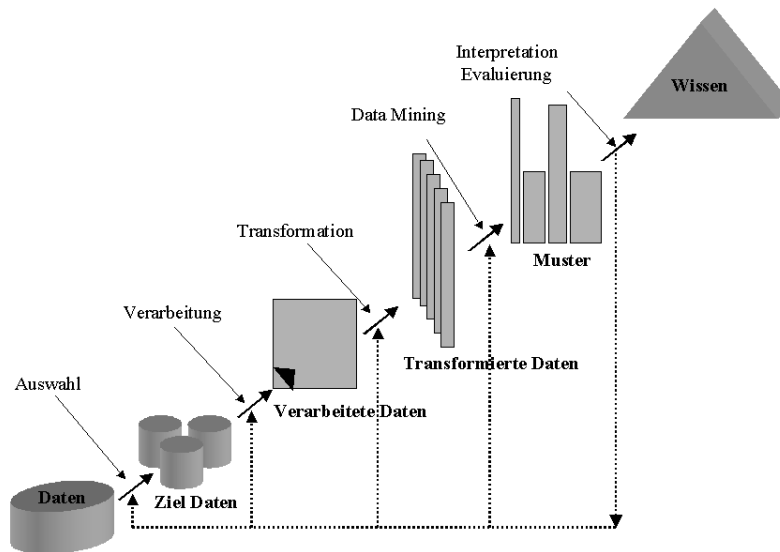 Interpretation
Evaluierung
Wissen
Data Mining
Transformation
Muster
Verarbeitung
Transformierte Daten
Auswahl
Verarbeitete Daten
Daten
Ziel Daten